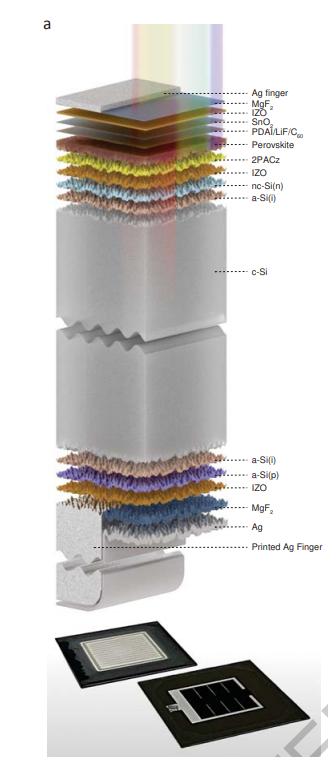 a
Ag finger
MgF₂
IZO
SnO₂
PDAI/LiF/C₆₀
Perovskite
2PACz
IZO
nc-Si(n)
a-Si(i)
c-Si
a-Si(i)
a-Si(p)
IZO
MgF₂
Ag
Printed Ag Finger